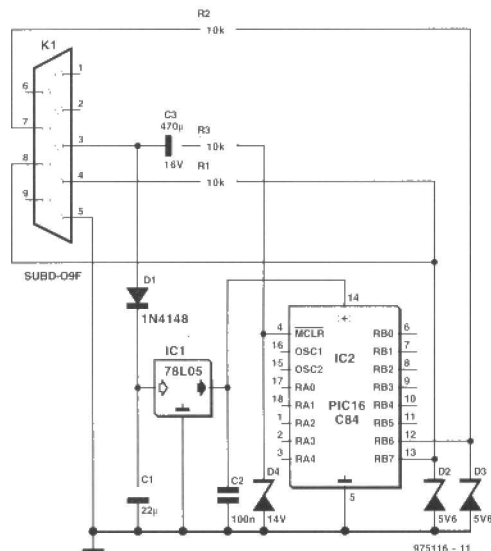 R2
10k
K1
1
6
2
7
3
8
4
9
5
SUBD-09F
C3
470µ
16V
R3
10k
R1
10k
D1
1N4148
IC1
78L05
C1
22µ
C2
100n
D4
14V
14
+
IC2
PIC16
C84
4 MCLR
16 OSC1
15 OSC2
17 RA0
18 RA1
1 RA2
2 RA3
3 RA4
RB0 6
RB1 7
RB2 8
RB3 9
RB4 10
RB5 11
RB6 12
RB7 13
5
D2
5V6
D3
5V6
975116 - 11